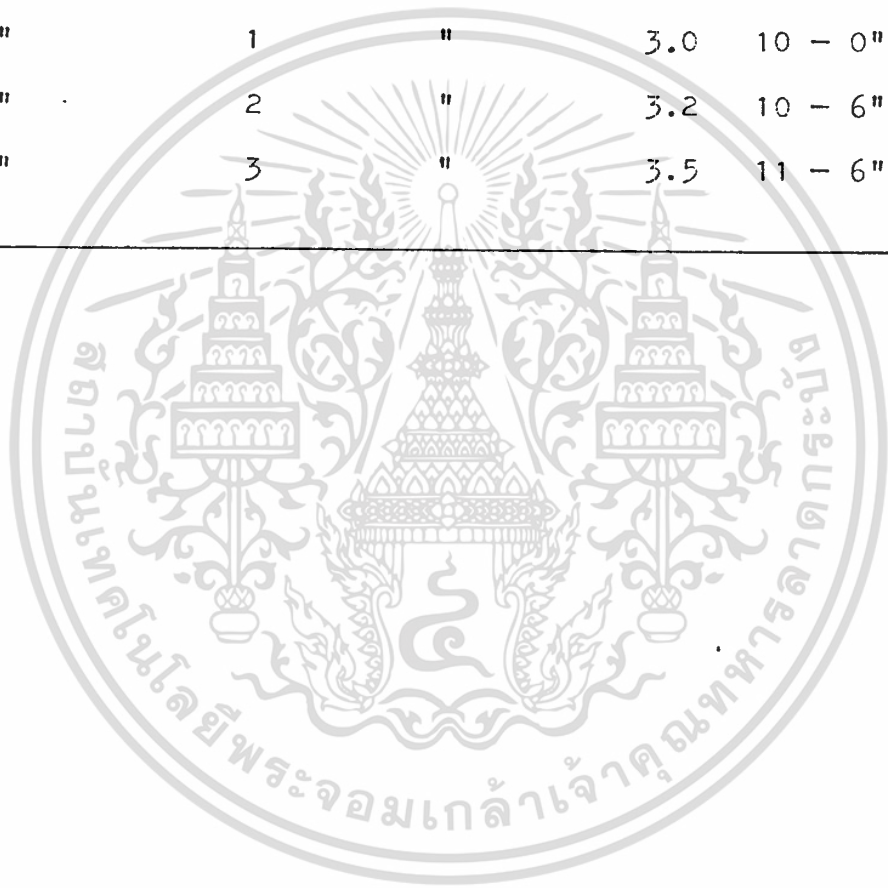 " 1 " 3.0 10 - 0"
" 2 " 3.2 10 - 6"
" 3 " 3.5 11 - 6"
สถาบันเทคโนโลยีพระจอมเกล้าเจ้าคุณทหารลาดกระบัง